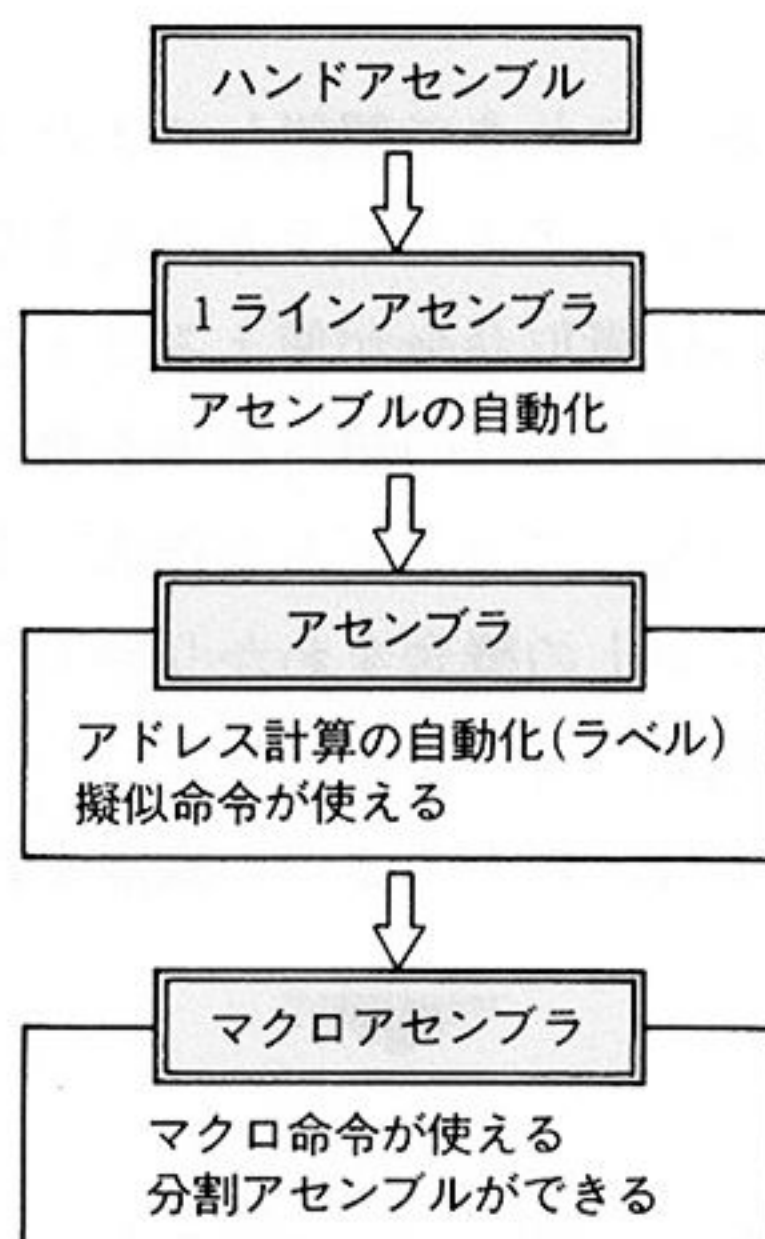 ハンドアセンブル
1ラインアセンブラ
アセンブルの自動化
アセンブラ
アドレス計算の自動化(ラベル)
擬似命令が使える
マクロアセンブラ
マクロ命令が使える
分割アセンブルができる